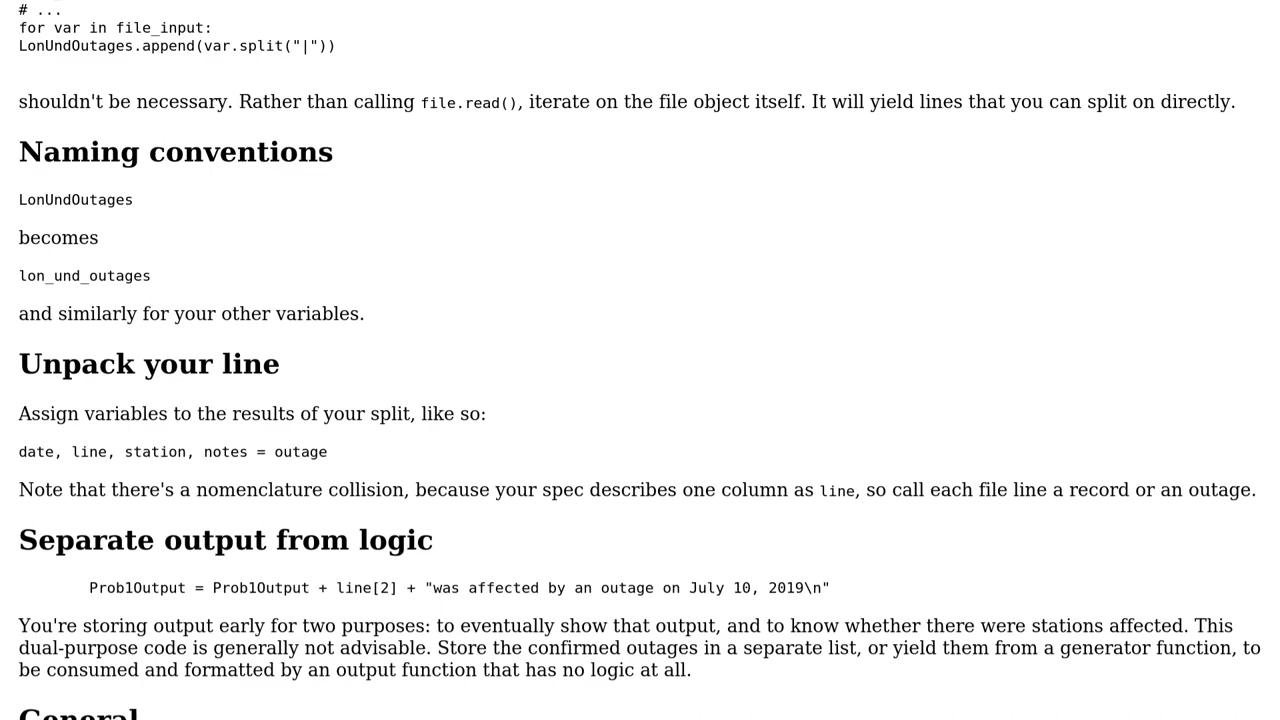 # ...
for var in file_input:
LonUndOutages.append(var.split("|"))
shouldn't be necessary. Rather than calling file.read(), iterate on the file object itself. It will yield lines that you can split on directly.
Naming conventions
LonUndOutages
becomes
lon_und_outages
and similarly for your other variables.
Unpack your line
Assign variables to the results of your split, like so:
date, line, station, notes = outage
Note that there's a nomenclature collision, because your spec describes one column as line, so call each file line a record or an outage.
Separate output from logic
Prob1Output = Prob1Output + line[2] + "was affected by an outage on July 10, 2019\n"
You're storing output early for two purposes: to eventually show that output, and to know whether there were stations affected. This
dual-purpose code is generally not advisable. Store the confirmed outages in a separate list, or yield them from a generator function, to
be consumed and formatted by an output function that has no logic at all.
General